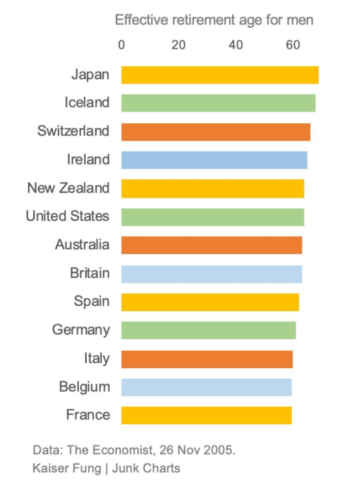 Effective retirement age for men
0 20 40 60
Japan
Iceland
Switzerland
Ireland
New Zealand
United States
Australia
Britain
Spain
Germany
Italy
Belgium
France
Data: The Economist, 26 Nov 2005.
Kaiser Fung | Junk Charts